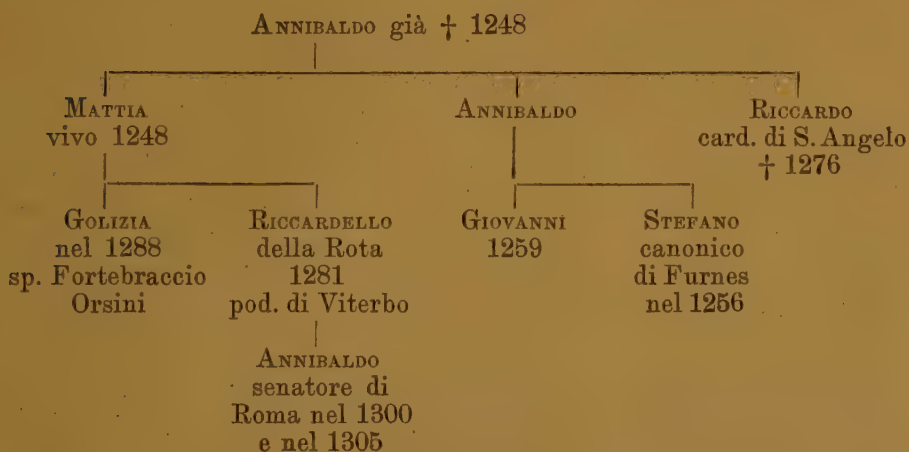 ANNIBALDO già † 1248
MATTIA
vivo 1248
ANNIBALDO
RICCARDO
card. di S. Angelo
† 1276
GOLIZIA
nel 1288
sp. Fortebraccio
Orsini
RICCARDELLO
della Rota
1281
pod. di Viterbo
GIOVANNI
1259
STEFANO
canonico
di Furnes
nel 1256
ANNIBALDO
senatore di
Roma nel 1300
e nel 1305